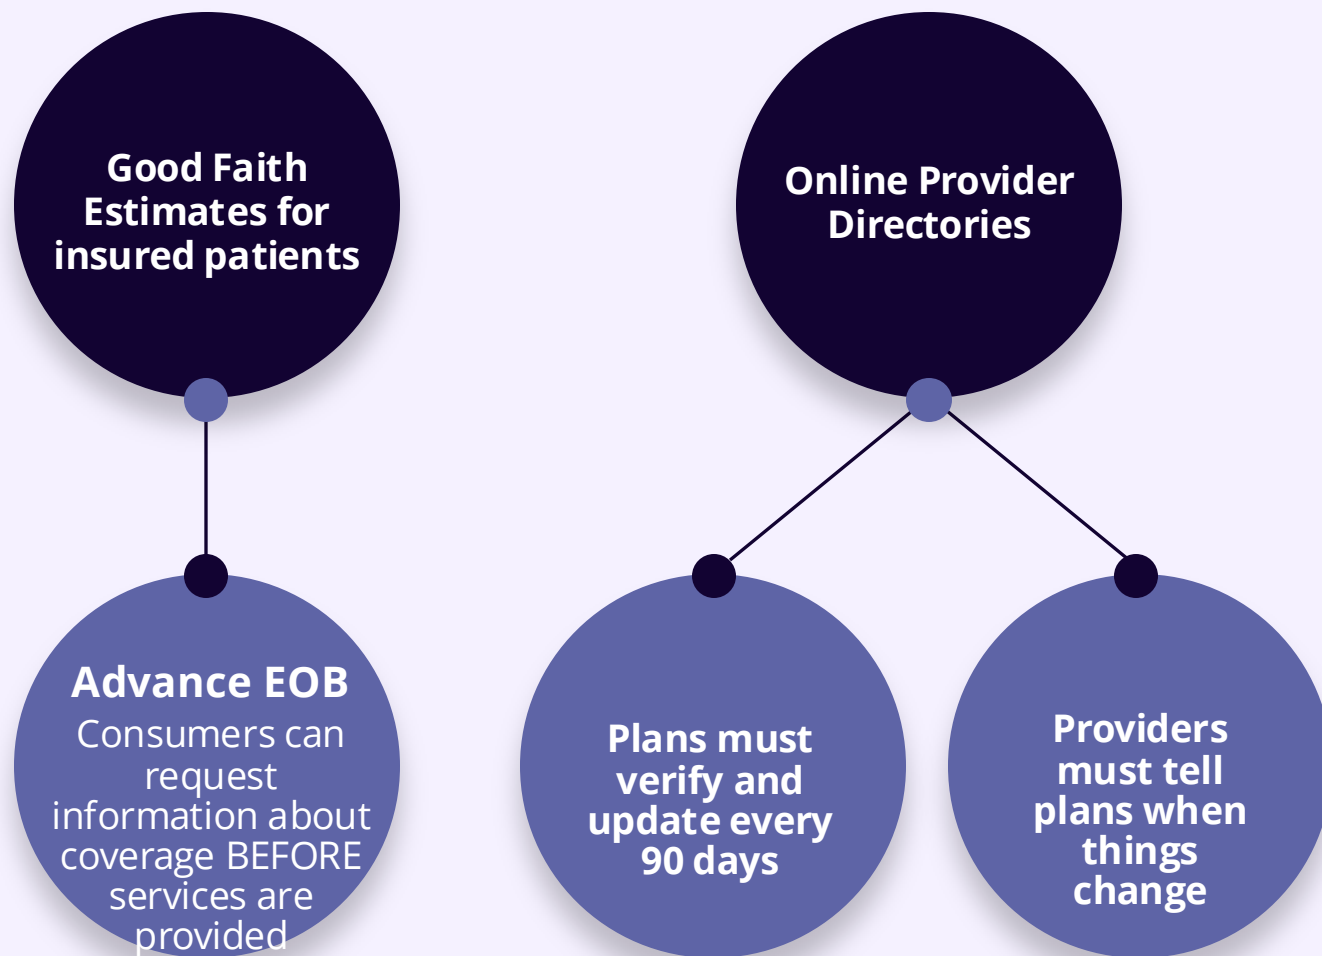 Good Faith
Estimates for
insured patients
Online Provider
Directories
Advance EOB
Consumers can
request
information about
coverage BEFORE
services are
provided
Plans must
verify and
update every
90 days
Providers
must tell
plans when
things
change